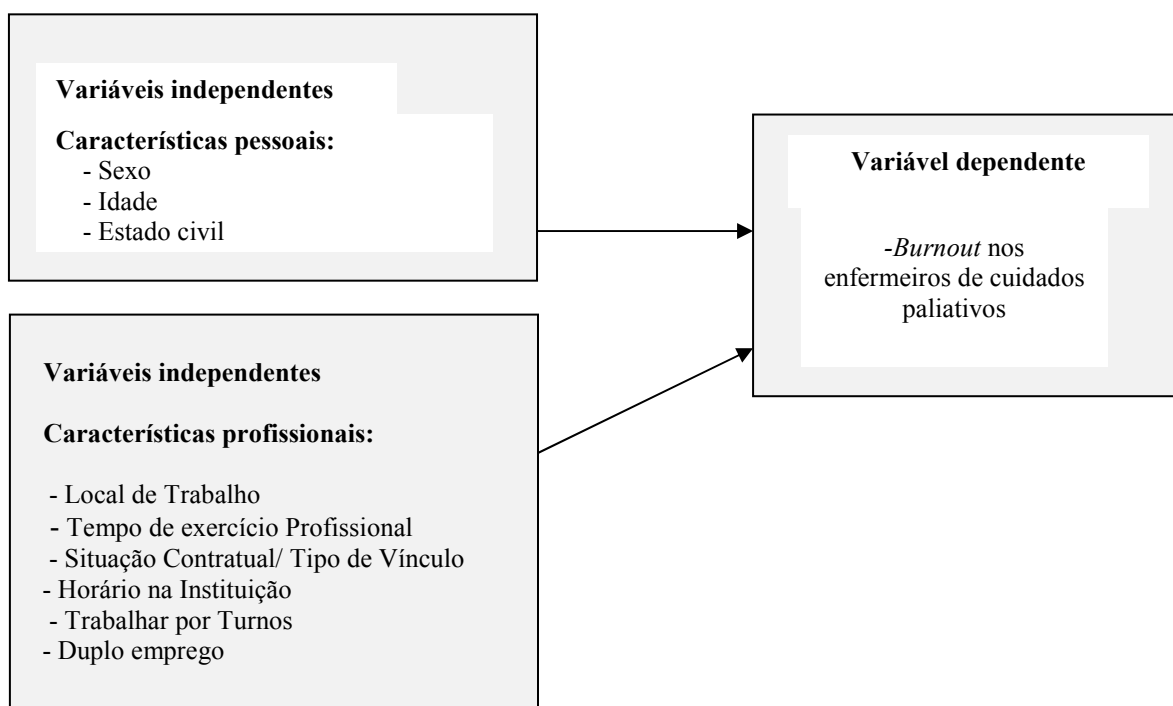 Variáveis independentes
Características pessoais:
- Sexo
- Idade
- Estado civil
Variáveis independentes
Características profissionais:
- Local de Trabalho
- Tempo de exercício Profissional
- Situação Contratual/ Tipo de Vínculo
- Horário na Instituição
- Trabalhar por Turnos
- Duplo emprego
Variável dependente
-Burnout nos
enfermeiros de cuidados
paliativos